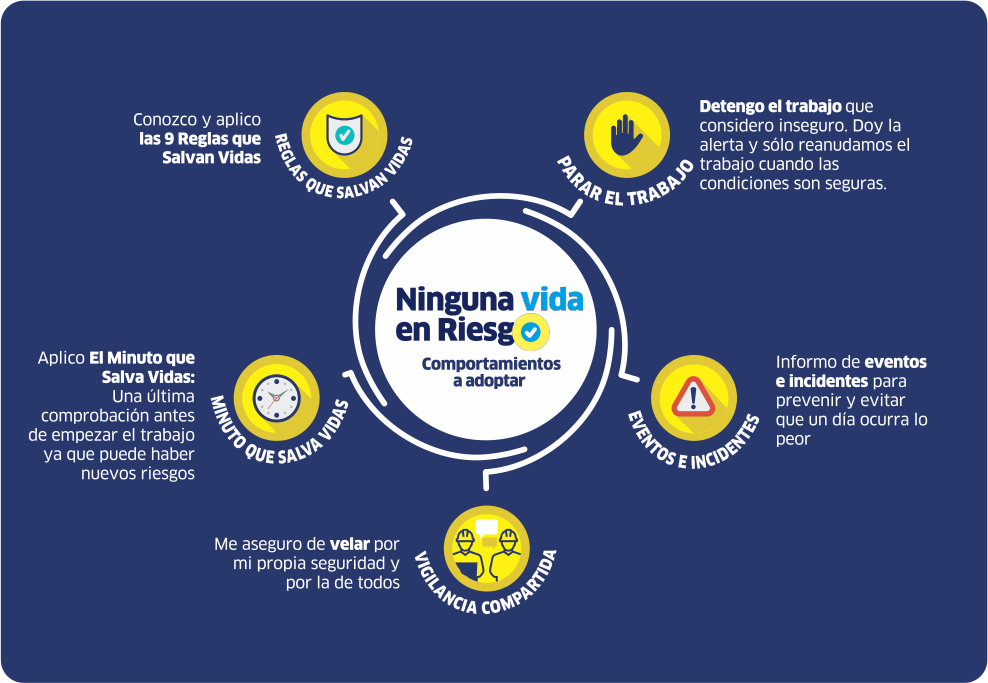 Conozco y aplico
las 9 Reglas que
Salvan Vidas
REGLAS QUE SALVAN VIDAS
PARAR EL TRABAJO
Detengo el trabajo que
considero inseguro. Doy la
alerta y sólo reanudamos el
trabajo cuando las
condiciones son seguras.
Ninguna vida
en Riesgo
Comportamientos
a adoptar
Aplico El Minuto que
Salva Vidas:
Una última
comprobación antes
de empezar el trabajo
ya que puede haber
nuevos riesgos
MINUTO QUE SALVA VIDAS
EVENTOS E INCIDENTES
Informo de eventos
e incidentes para
prevenir y evitar
que un día ocurra lo
peor
Me aseguro de velar por
mi propia seguridad y
por la de todos
VIGILANCIA COMPARTIDA